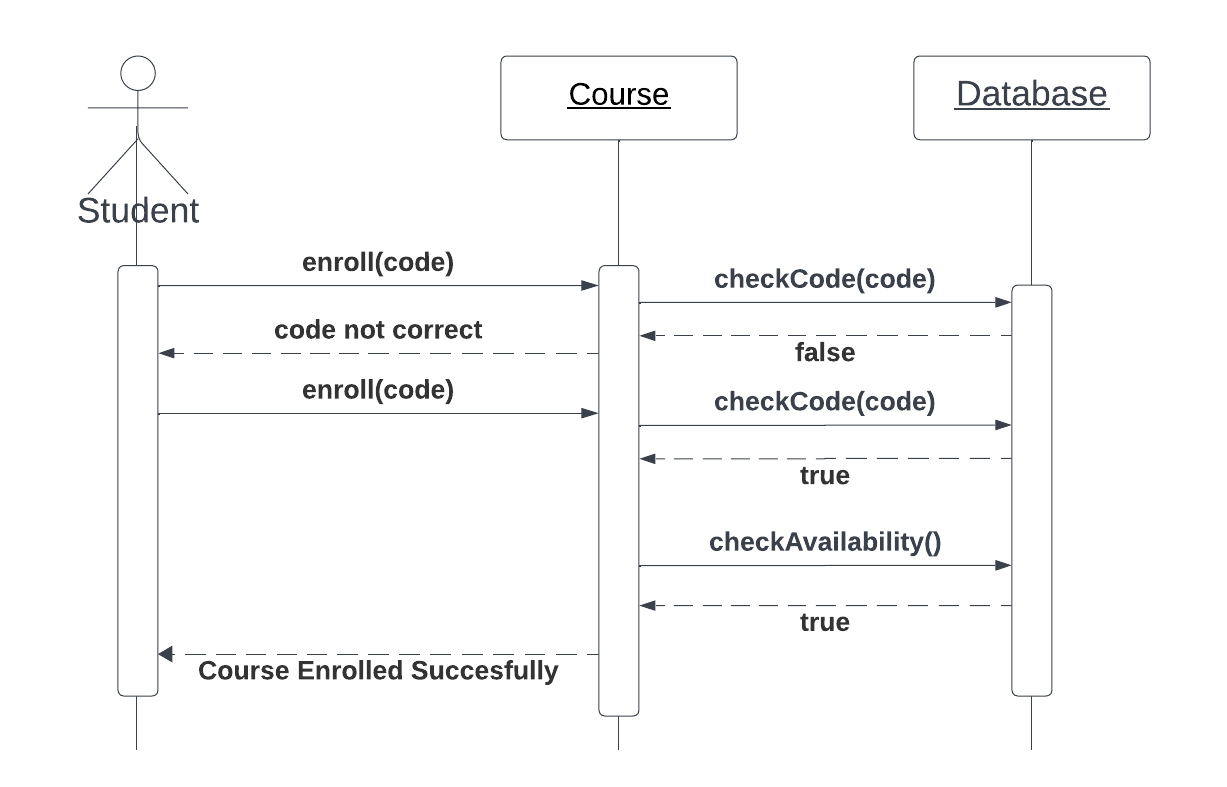 Course
Database
Student
enroll(code)
checkCode(code)
code not correct
false
enroll(code)
checkCode(code)
true
checkAvailability()
true
Course Enrolled Succesfully